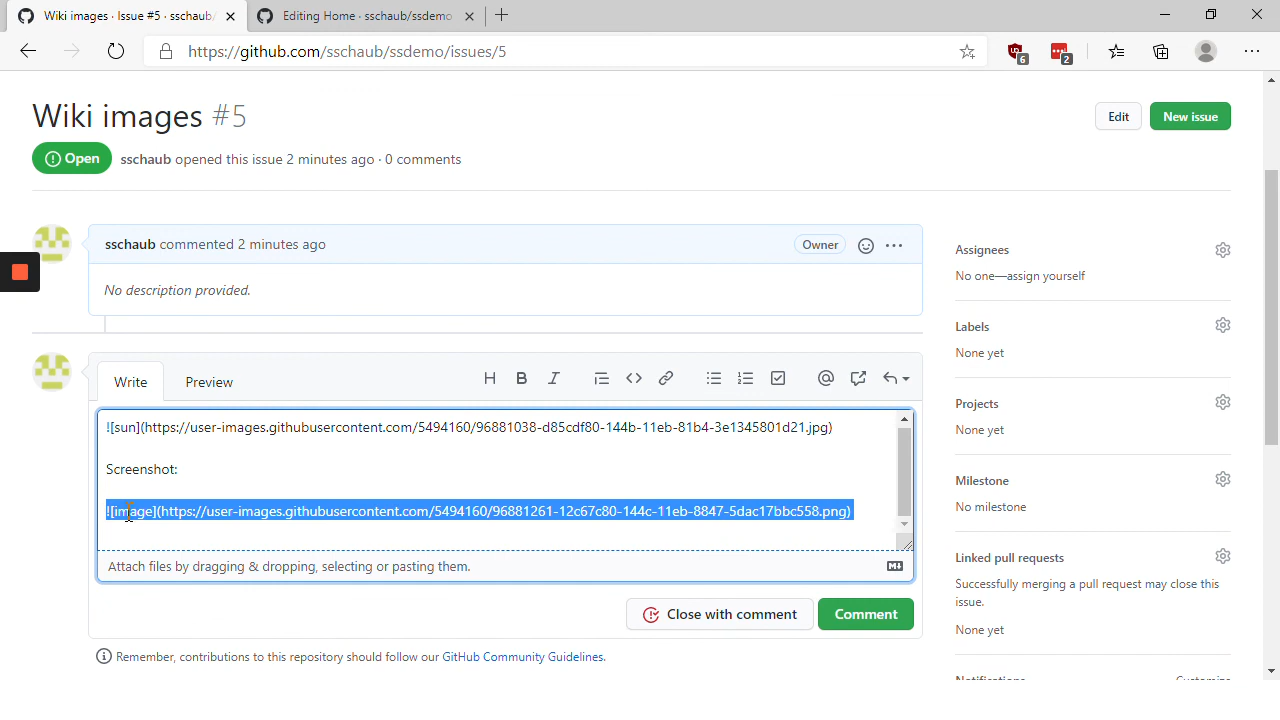 Wiki images · Issue #5 · sschaub/
Editing Home · sschaub/ssdemo
https://github.com/sschaub/ssdemo/issues/5
6
2
Wiki images #5
Edit
New issue
Open
sschaub opened this issue 2 minutes ago · 0 comments
sschaub commented 2 minutes ago
Owner
No description provided.
Write
Preview
![sun](https://user-images.githubusercontent.com/5494160/96881038-d85cdf80-144b-11eb-81b4-3e1345801d21.jpg)
Screenshot:
![image](https://user-images.githubusercontent.com/5494160/96881261-12c67c80-144c-11eb-8847-5dac17bbc558.png)
Attach files by dragging & dropping, selecting or pasting them.
Close with comment
Comment
Remember, contributions to this repository should follow our GitHub Community Guidelines.
Assignees
No one—assign yourself
Labels
None yet
Projects
None yet
Milestone
No milestone
Linked pull requests
Successfully merging a pull request may close this
issue.
None yet
Notifications
Customize